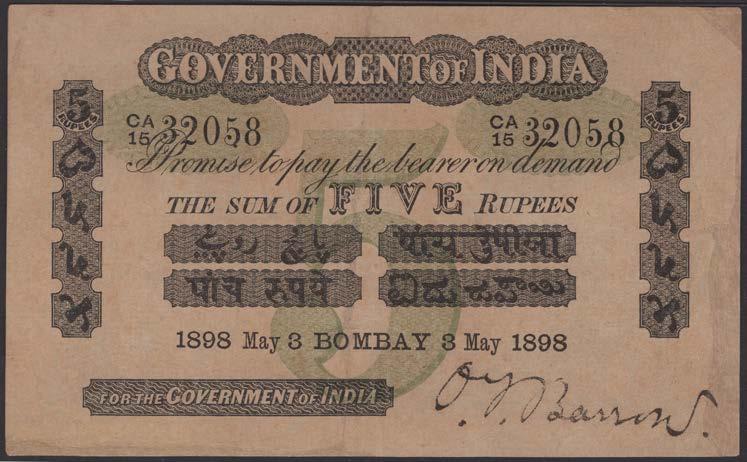 GOVERNMENT OF INDIA
5 RUPEES
5 RUPEES
CA 15 32058
CA 15 32058
I Promise to pay the bearer on demand
THE SUM OF FIVE RUPEES
पांच रुपये
1898 May 3 BOMBAY 3 May 1898
FOR THE GOVERNMENT OF INDIA
O. T. Barrow.